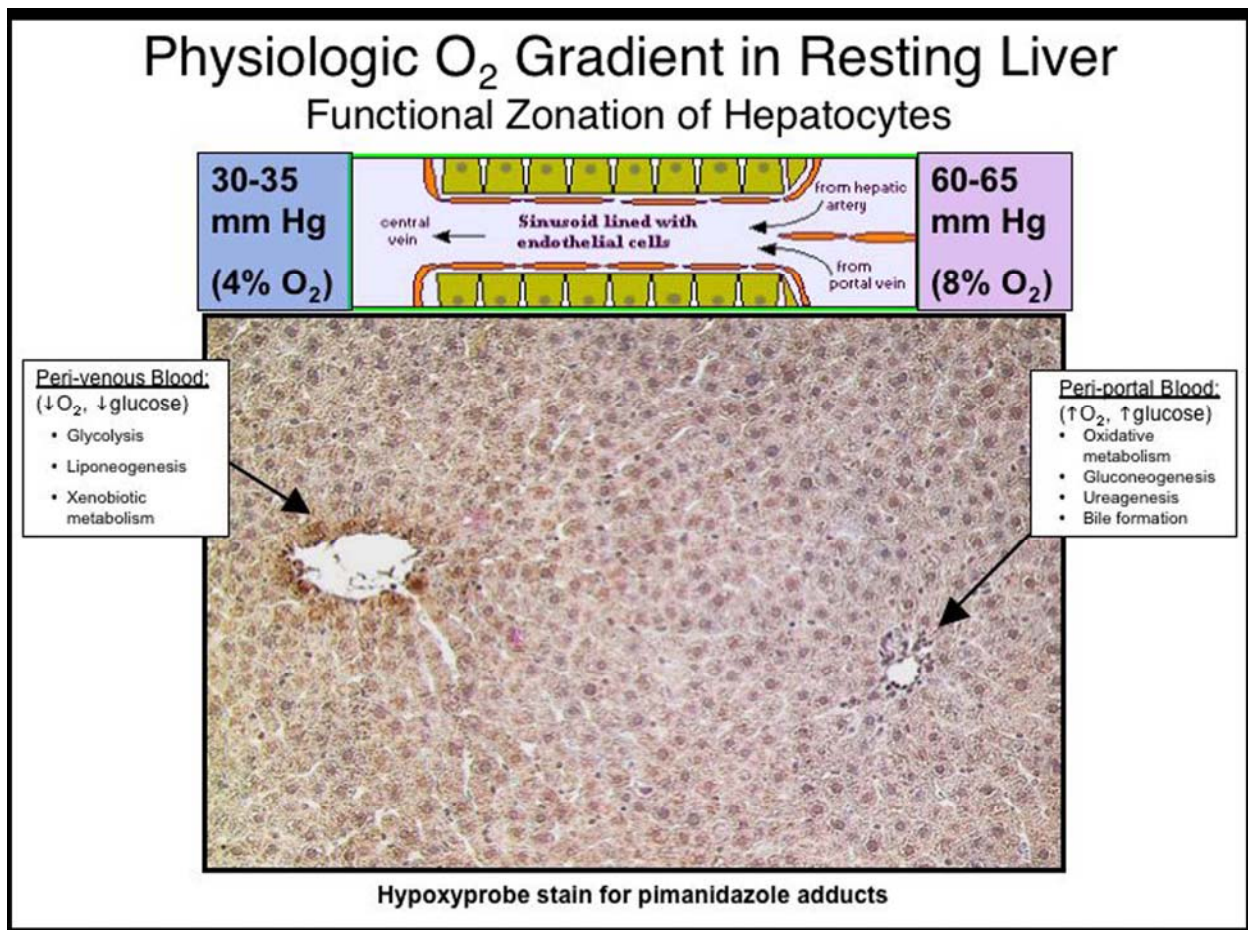 Physiologic O₂ Gradient in Resting Liver
Functional Zonation of Hepatocytes
30-35
mm Hg
(4% O₂)
central
vein
Sinusoid lined with
endothelial cells
from hepatic
artery
from
portal vein
60-65
mm Hg
(8% O₂)
Peri-venous Blood:
(↓O₂, ↓glucose)
• Glycolysis
• Liponeogenesis
• Xenobiotic
metabolism
Peri-portal Blood:
(↑O₂, ↑glucose)
• Oxidative
metabolism
• Gluconeogenesis
• Ureagenesis
• Bile formation
Hypoxyprobe stain for pimanidazole adducts